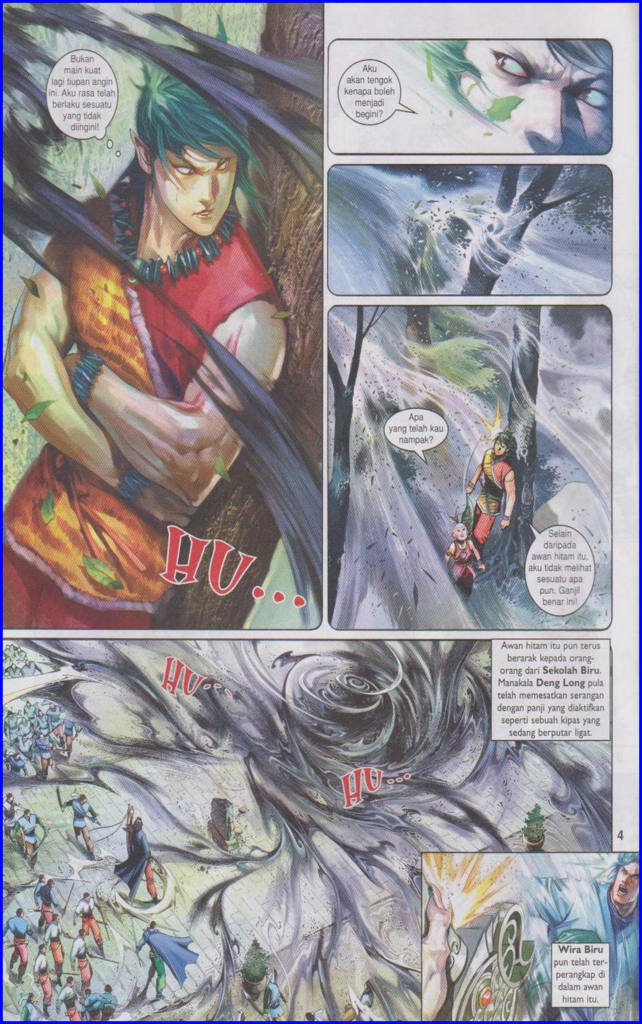 Bukan
main kuat
lagi tiupan angin
ini. Aku rasa telah
berlaku sesuatu
yang tidak
diingini!
Aku
akan tengok
kenapa boleh
menjadi
begini?
HU...
Apa
yang telah kau
nampak?
Selain
daripada
awan hitam itu,
aku tidak melihat
sesuatu apa
pun. Ganjil
benar ini!
Awan hitam itu pun terus
berarak kepada orang-
orang dari Sekolah Biru.
Manakala Deng Long pula
telah memesatkan serangan
dengan panji yang diaktifkan
seperti sebuah kipas yang
sedang berputar ligat.
HU...
HU...
4
Wira Biru
pun telah ter-
perangkap di
dalam awan
hitam itu.